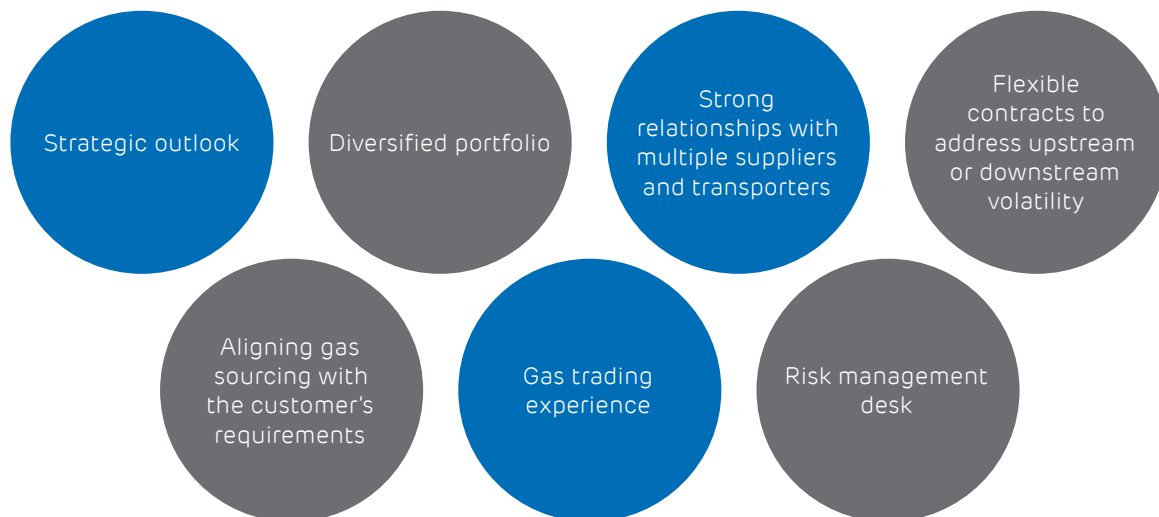 Strategic outlook
Diversified portfolio
Strong
relationships with
multiple suppliers
and transporters
Flexible
contracts to
address upstream
or downstream
volatility
Aligning gas
sourcing with
the customer’s
requirements
Gas trading
experience
Risk management
desk